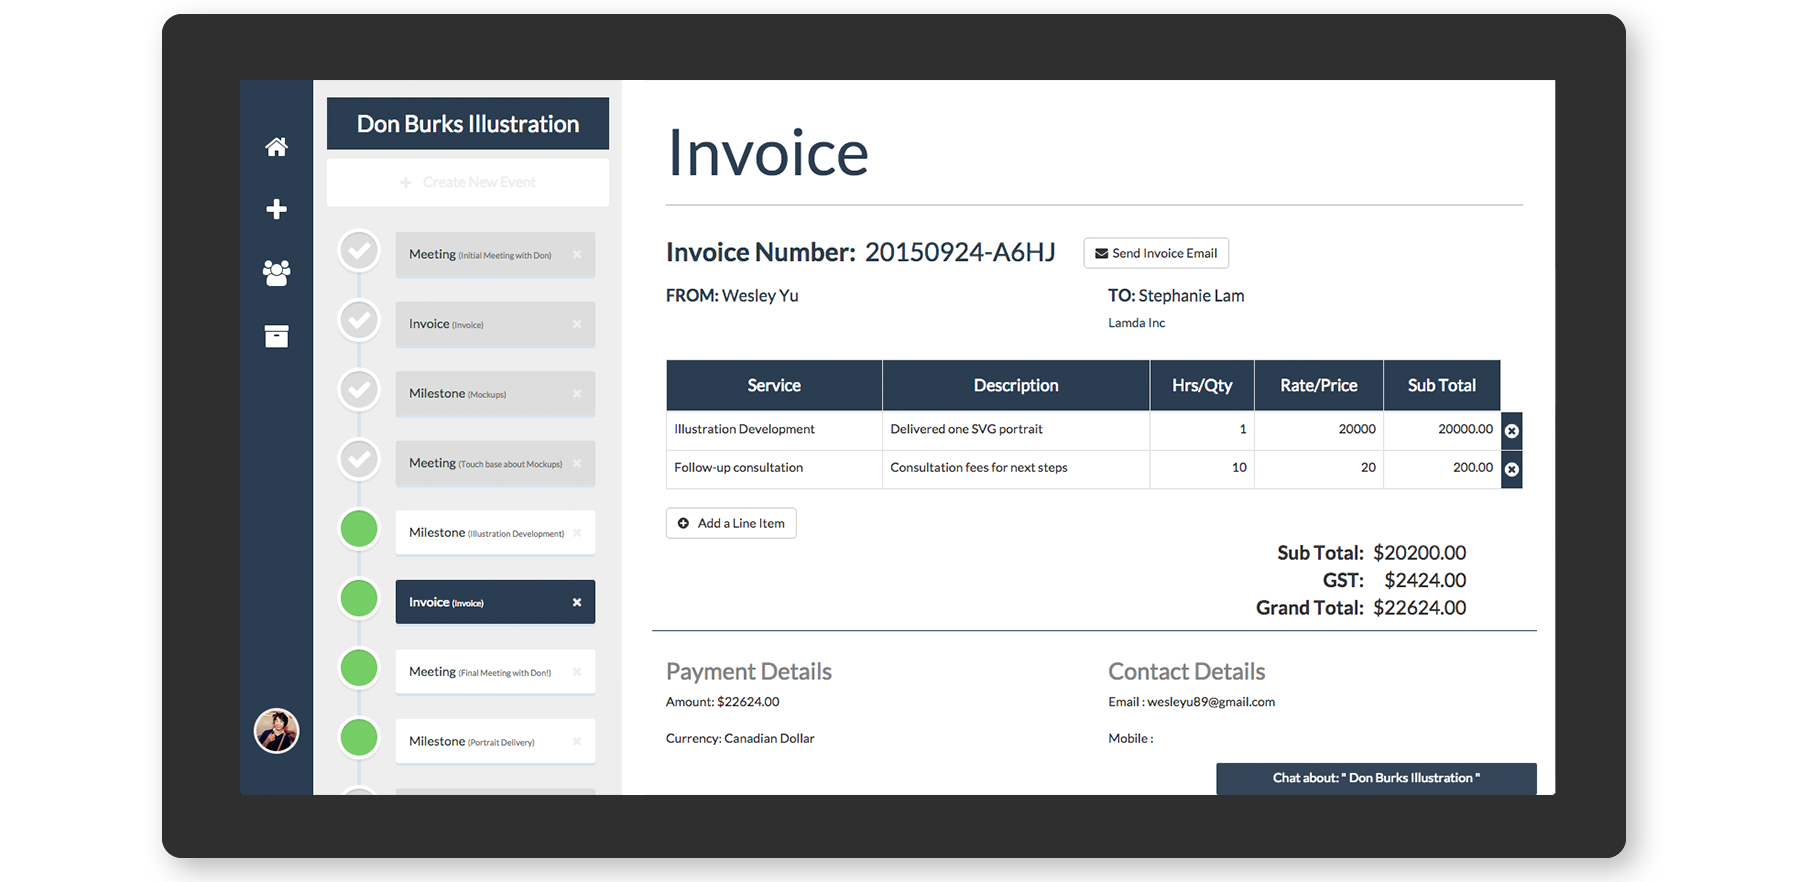 Don Burks Illustration
Create New Event
Meeting (Initial Meeting with Don)
Invoice (Invoice)
Milestone (Mockups)
Meeting (Touch base about Mockups)
Milestone (Illustration Development)
Invoice (Invoice)
Meeting (Final Meeting with Don!)
Milestone (Portrait Delivery)
Invoice
Invoice Number: 20150924-A6HJ
Send Invoice Email
FROM: Wesley Yu
TO: Stephanie Lam
Lamda Inc
Service Description Hrs/Qty Rate/Price Sub Total
Illustration Development Delivered one SVG portrait 1 20000 20000.00
Follow-up consultation Consultation fees for next steps 10 20 200.00
Add a Line Item
Sub Total: $20200.00
GST: $2424.00
Grand Total: $22624.00
Payment Details
Amount: $22624.00
Currency: Canadian Dollar
Contact Details
Email : wesleyu89@gmail.com
Mobile :
Chat about: " Don Burks Illustration "